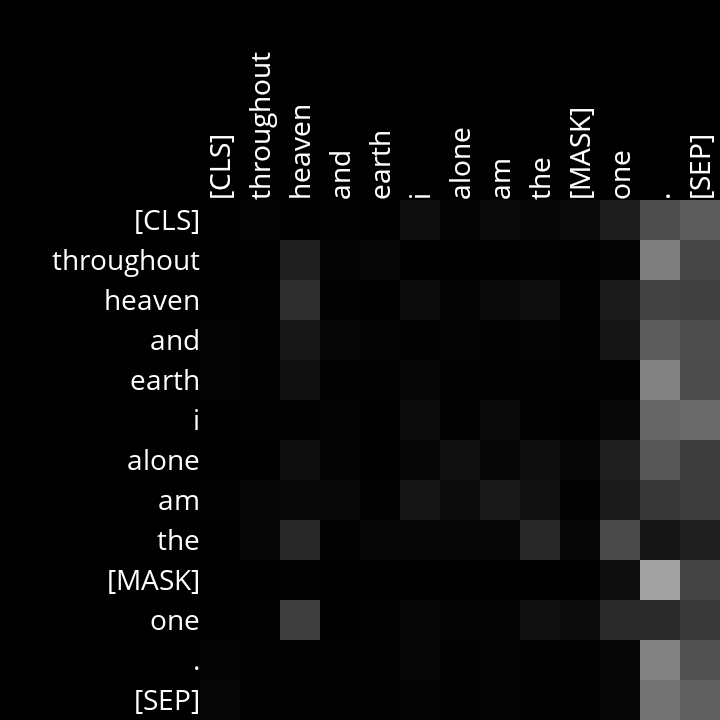 [CLS] throughout heaven and earth i alone am the [MASK] one . [SEP]
[CLS]
throughout
heaven
and
earth
i
alone
am
the
[MASK]
one
.
[SEP]